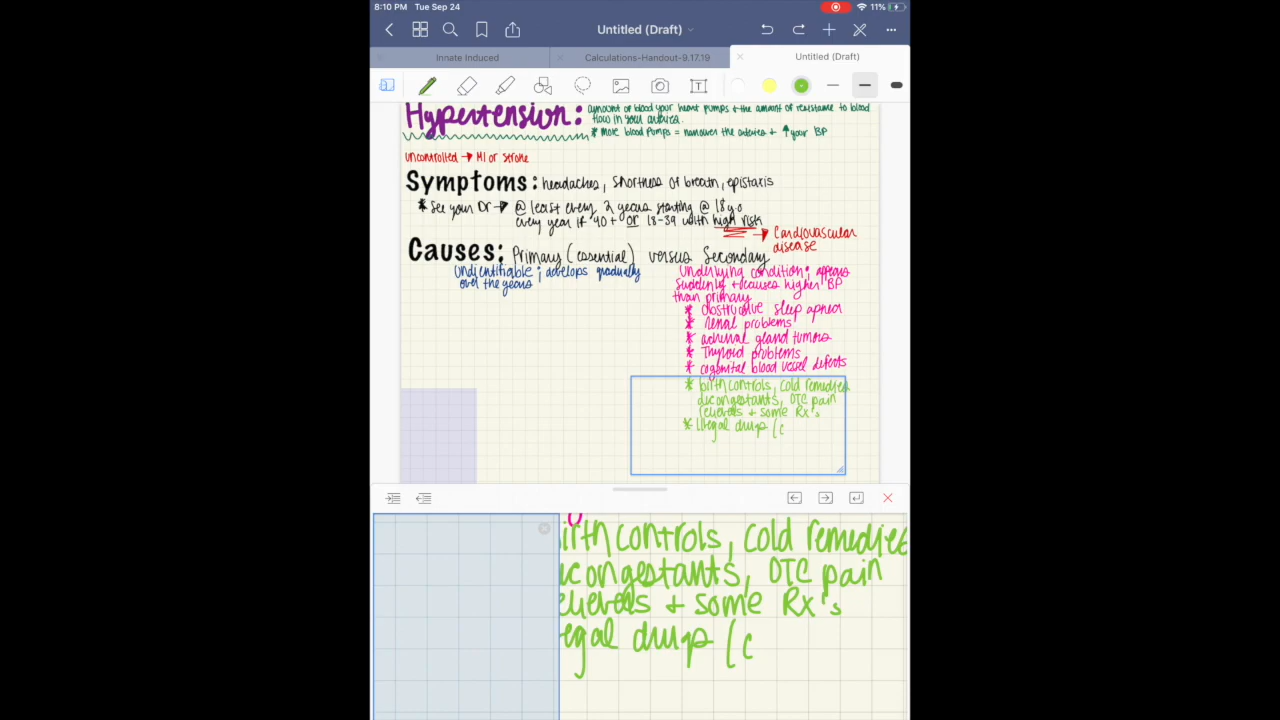 8:10 PM Tue Sep 24
11%
Untitled (Draft)
Innate Induced
Calculations-Handout-9.17.19
Untitled (Draft)
T
Hypertension: amount of blood your heart pumps + the amount of resistance to blood
flow in your arteries.
* More blood pumps = narrower the arteries + ↑ your BP
uncontrolled → MI or stroke
Symptoms: headaches, shortness of breath, epistaxis
* See your Dr → @ least every 2 years starting @ 18 y.o
every year if 40+ or 18-39 with high risk
→ Cardiovascular
disease
Causes: Primary (essential) versus Secondary
undientifiable; develops gradually
over the years
Underlying condition; appears
suddenly + causes higher BP
than primary
* obstructive sleep apnea
* renal problems
* adrenal gland tumors
* Thyroid problems
* cogenital blood vessel defects
* birth controls, cold remedies
decongestants, OTC pain
relievers + some Rx's
* illegal drugs (c
irth controls, cold remedies
econgestants, OTC pain
elievers + some Rx's
egal drugs (c